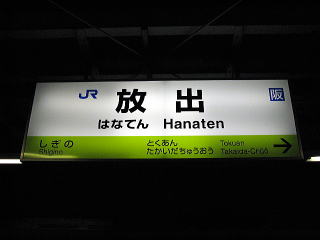 JR
阪
放出
はなてん Hanaten
しぎの
Shigino
とくあん
Tokuan
たかいだちゅうおう
Takaida-Chūō